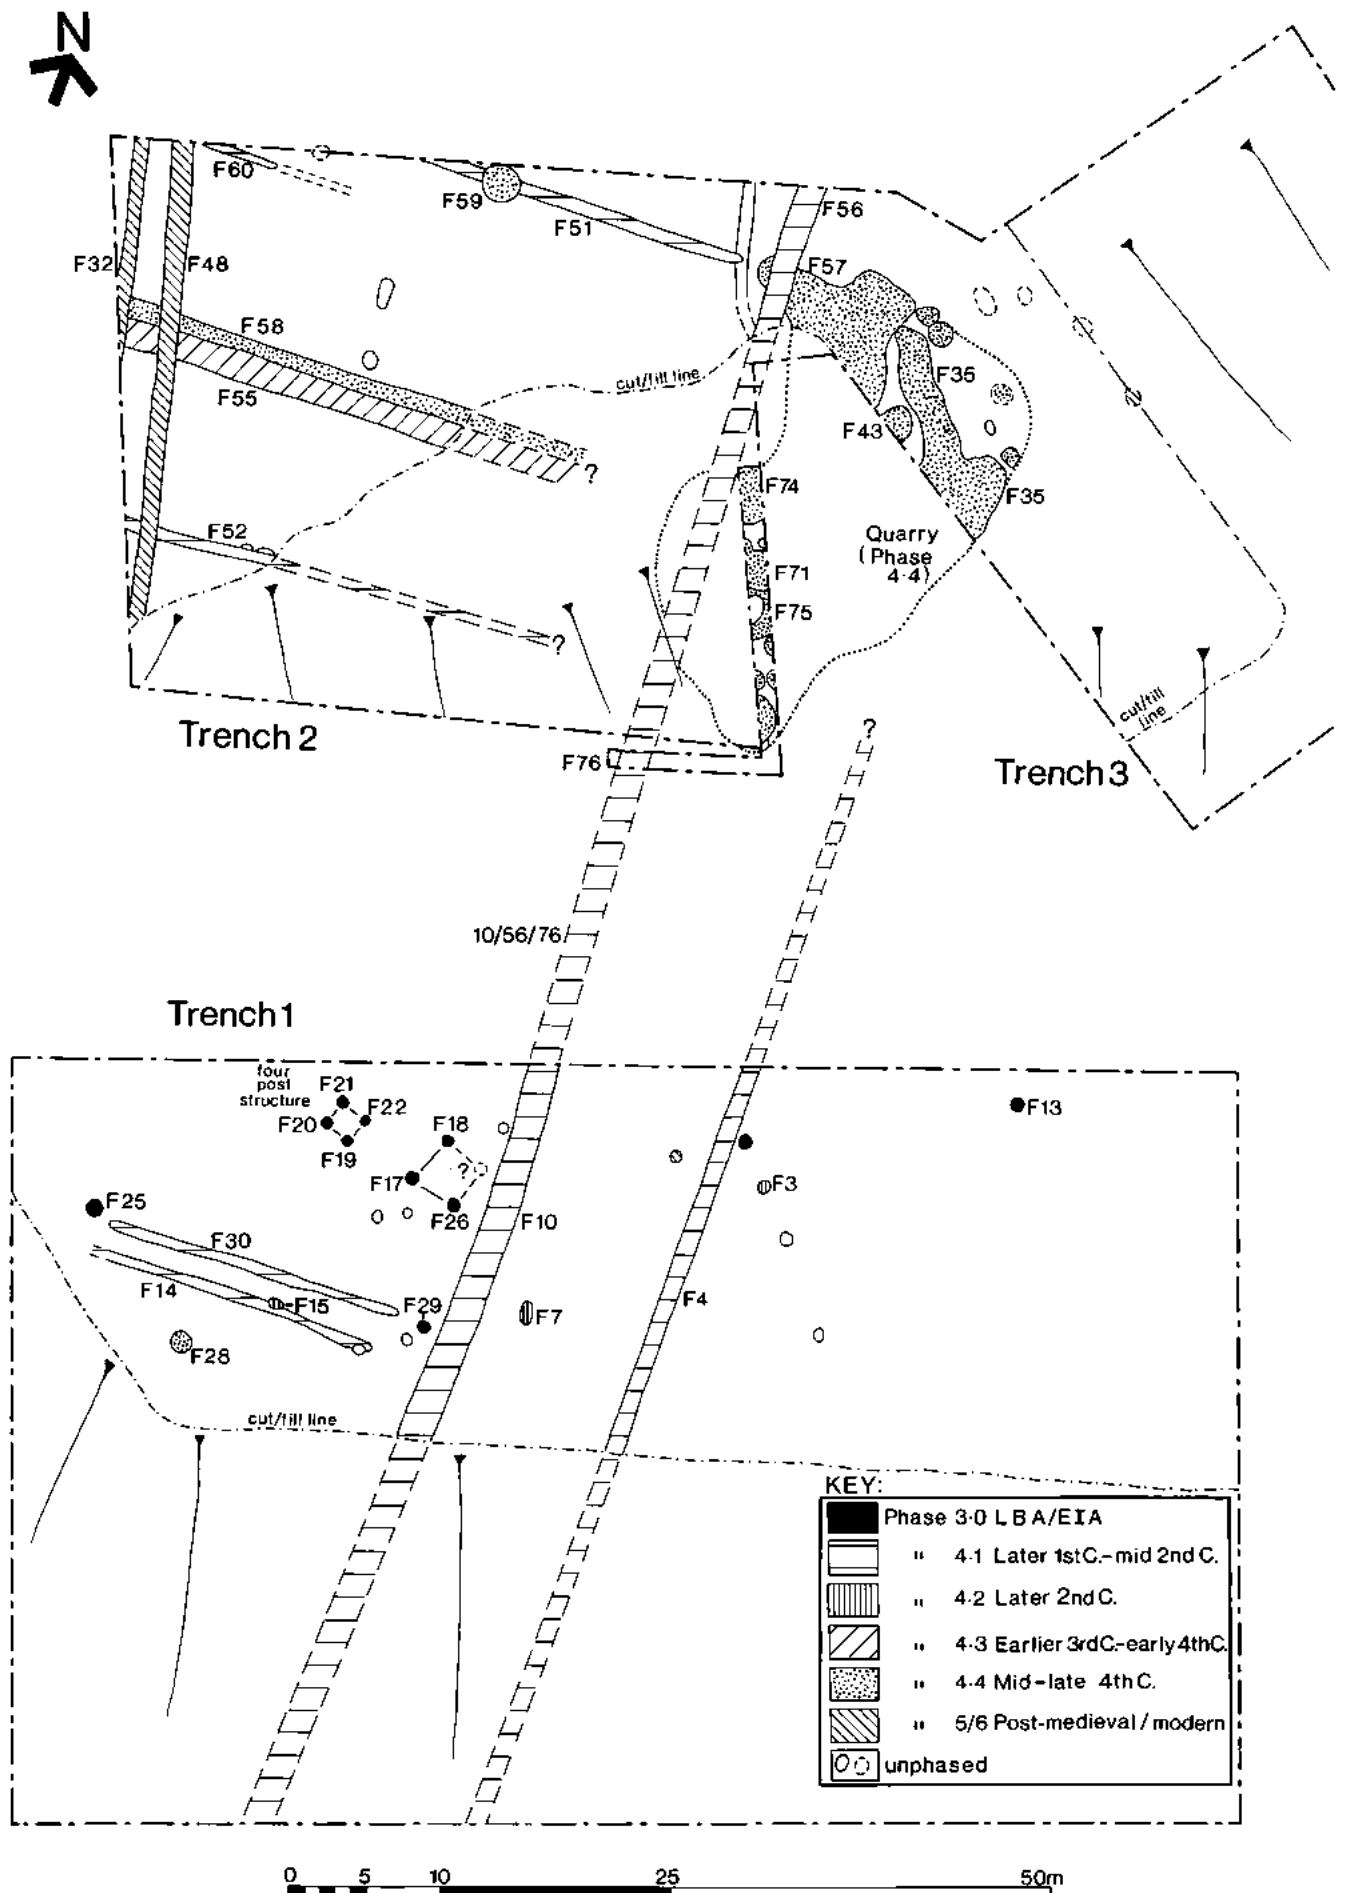 N
F60
F59
F51
F56
F32
F48
F57
F58
F55
cut/fill line
F35
F43
?
F74
F35
F52
Quarry
(Phase
4·4)
F71
F75
?
cut/fill
line
Trench 2
?
F76
Trench 3
10/56/76
Trench 1
four
post
structure
F21
F20
F22
F19
F18
F13
F17
?
F3
F25
F26
F10
F30
F14
F15
F29
F7
F4
F28
cut/fill line
KEY:
Phase 3·0 LBA/EIA
" 4·1 Later 1st C.-mid 2nd C.
" 4·2 Later 2nd C.
" 4·3 Earlier 3rd C.-early 4th C.
" 4·4 Mid-late 4th C.
" 5/6 Post-medieval / modern
unphased
0 5 10 25 50m